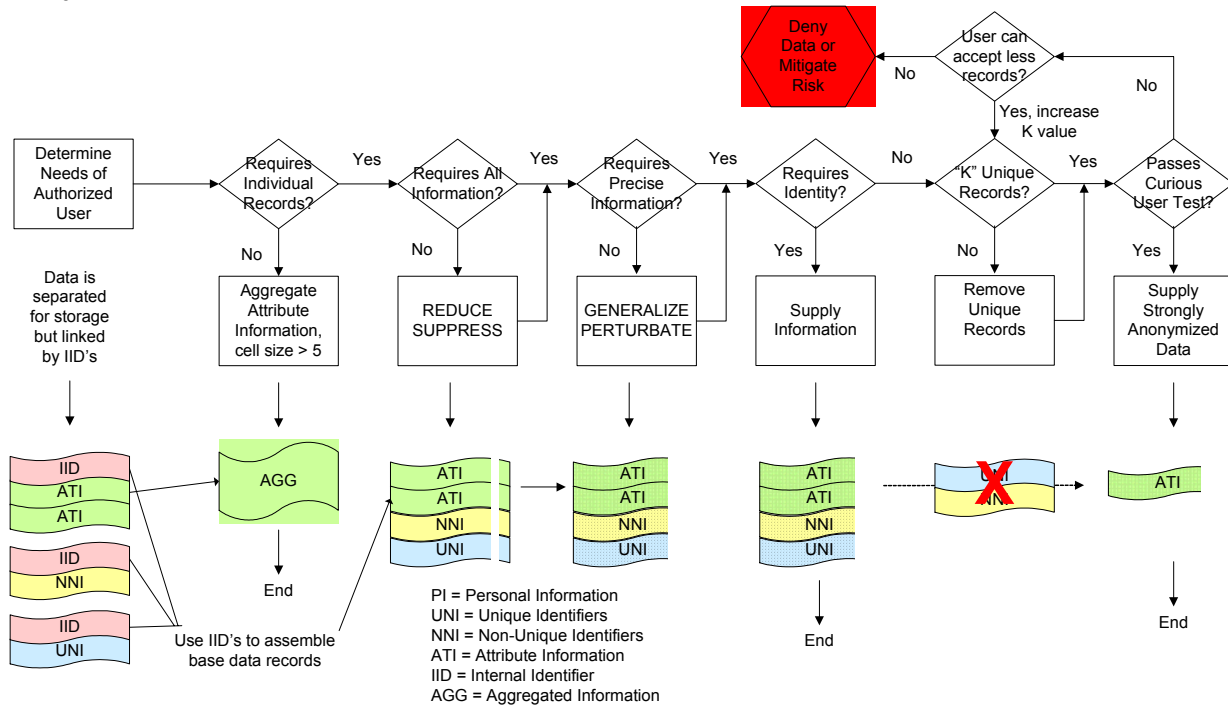 Deny
Data or
Mitigate
Risk
No
User can
accept less
records?
No
Yes, increase
K value
Determine
Needs of
Authorized
User
Requires
Individual
Records?
Yes
Requires All
Information?
Yes
Requires
Precise
Information?
Yes
Requires
Identity?
No
"K" Unique
Records?
Yes
Passes
Curious
User Test?
No
No
No
Yes
No
Yes
Data is
separated
for storage
but linked
by IID's
Aggregate
Attribute
Information,
cell size > 5
REDUCE
SUPPRESS
GENERALIZE
PERTURBATE
Supply
Information
Remove
Unique
Records
Supply
Strongly
Anonymized
Data
IID
ATI
ATI
IID
NNI
IID
UNI
AGG
End
Use IID's to assemble
base data records
ATI
ATI
NNI
UNI
ATI
ATI
NNI
UNI
ATI
ATI
NNI
UNI
End
UNI
NNI
ATI
End
PI = Personal Information
UNI = Unique Identifiers
NNI = Non-Unique Identifiers
ATI = Attribute Information
IID = Internal Identifier
AGG = Aggregated Information